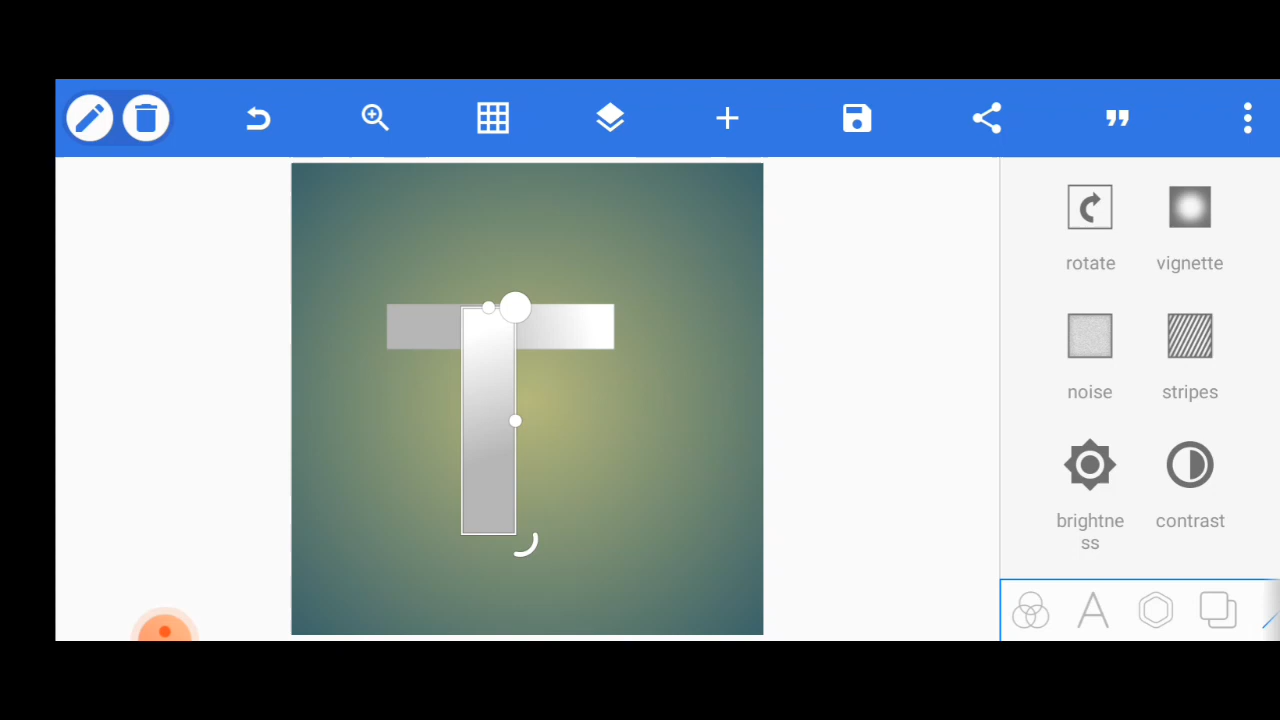 rotate
vignette
noise
stripes
brightne
ss
contrast